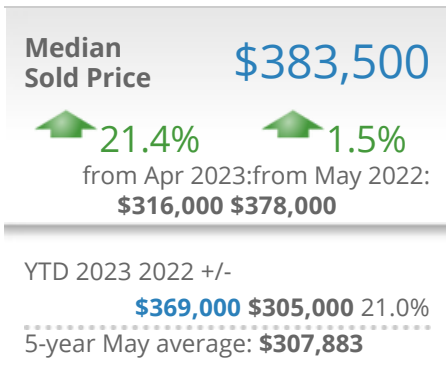 Median
Sold Price
$383,500
21.4%
1.5%
from Apr 2023:from May 2022:
$316,000 $378,000
YTD 2023 2022 +/-
$369,000 $305,000 21.0%
5-year May average: $307,883